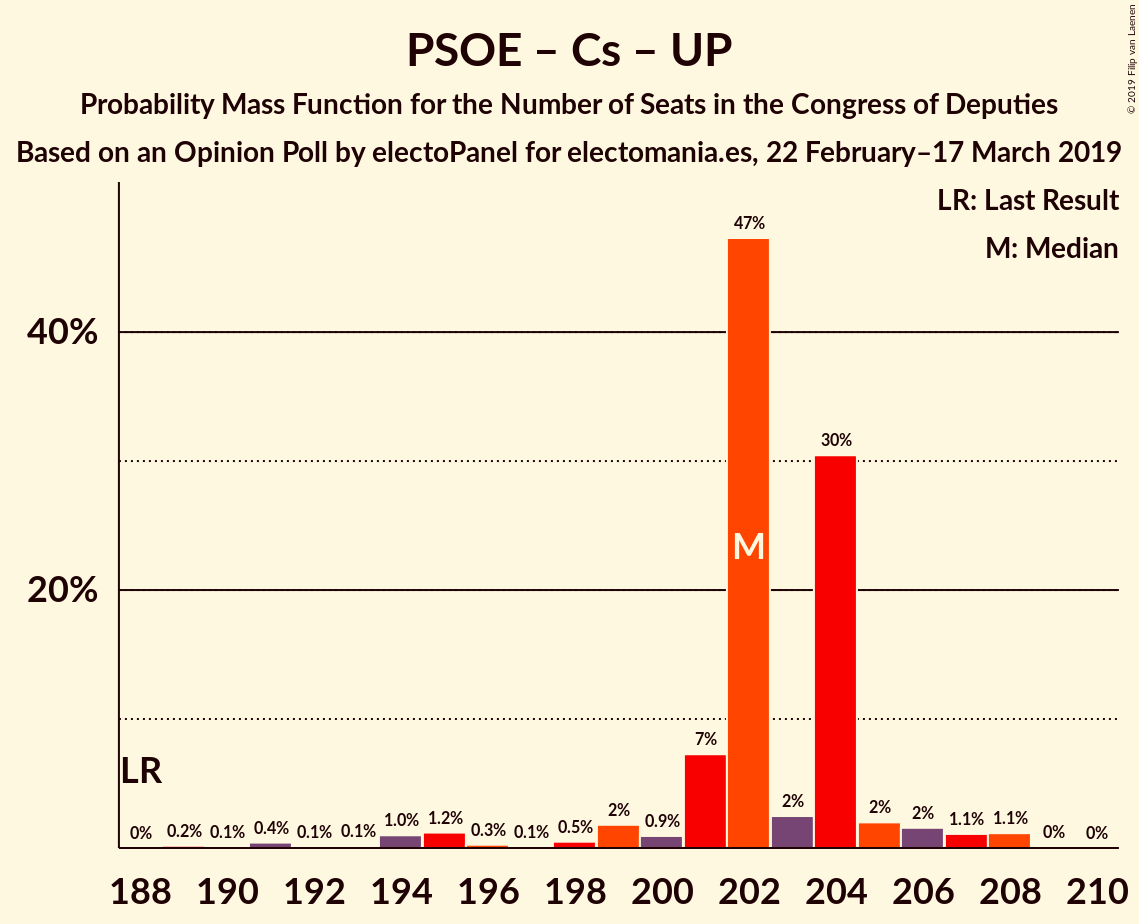 PSOE – Cs – UP
Probability Mass Function for the Number of Seats in the Congress of Deputies
Based on an Opinion Poll by electoPanel for electomania.es, 22 February–17 March 2019
© 2019 Filip van Laenen
LR: Last Result
M: Median
47%
40%
30%
M
20%
7%
LR
0% 0.2% 0.1% 0.4% 0.1% 0.1% 1.0% 1.2% 0.3% 0.1% 0.5% 2% 0.9% 2% 2% 2% 1.1% 1.1% 0% 0%
188 190 192 194 196 198 200 202 204 206 208 210